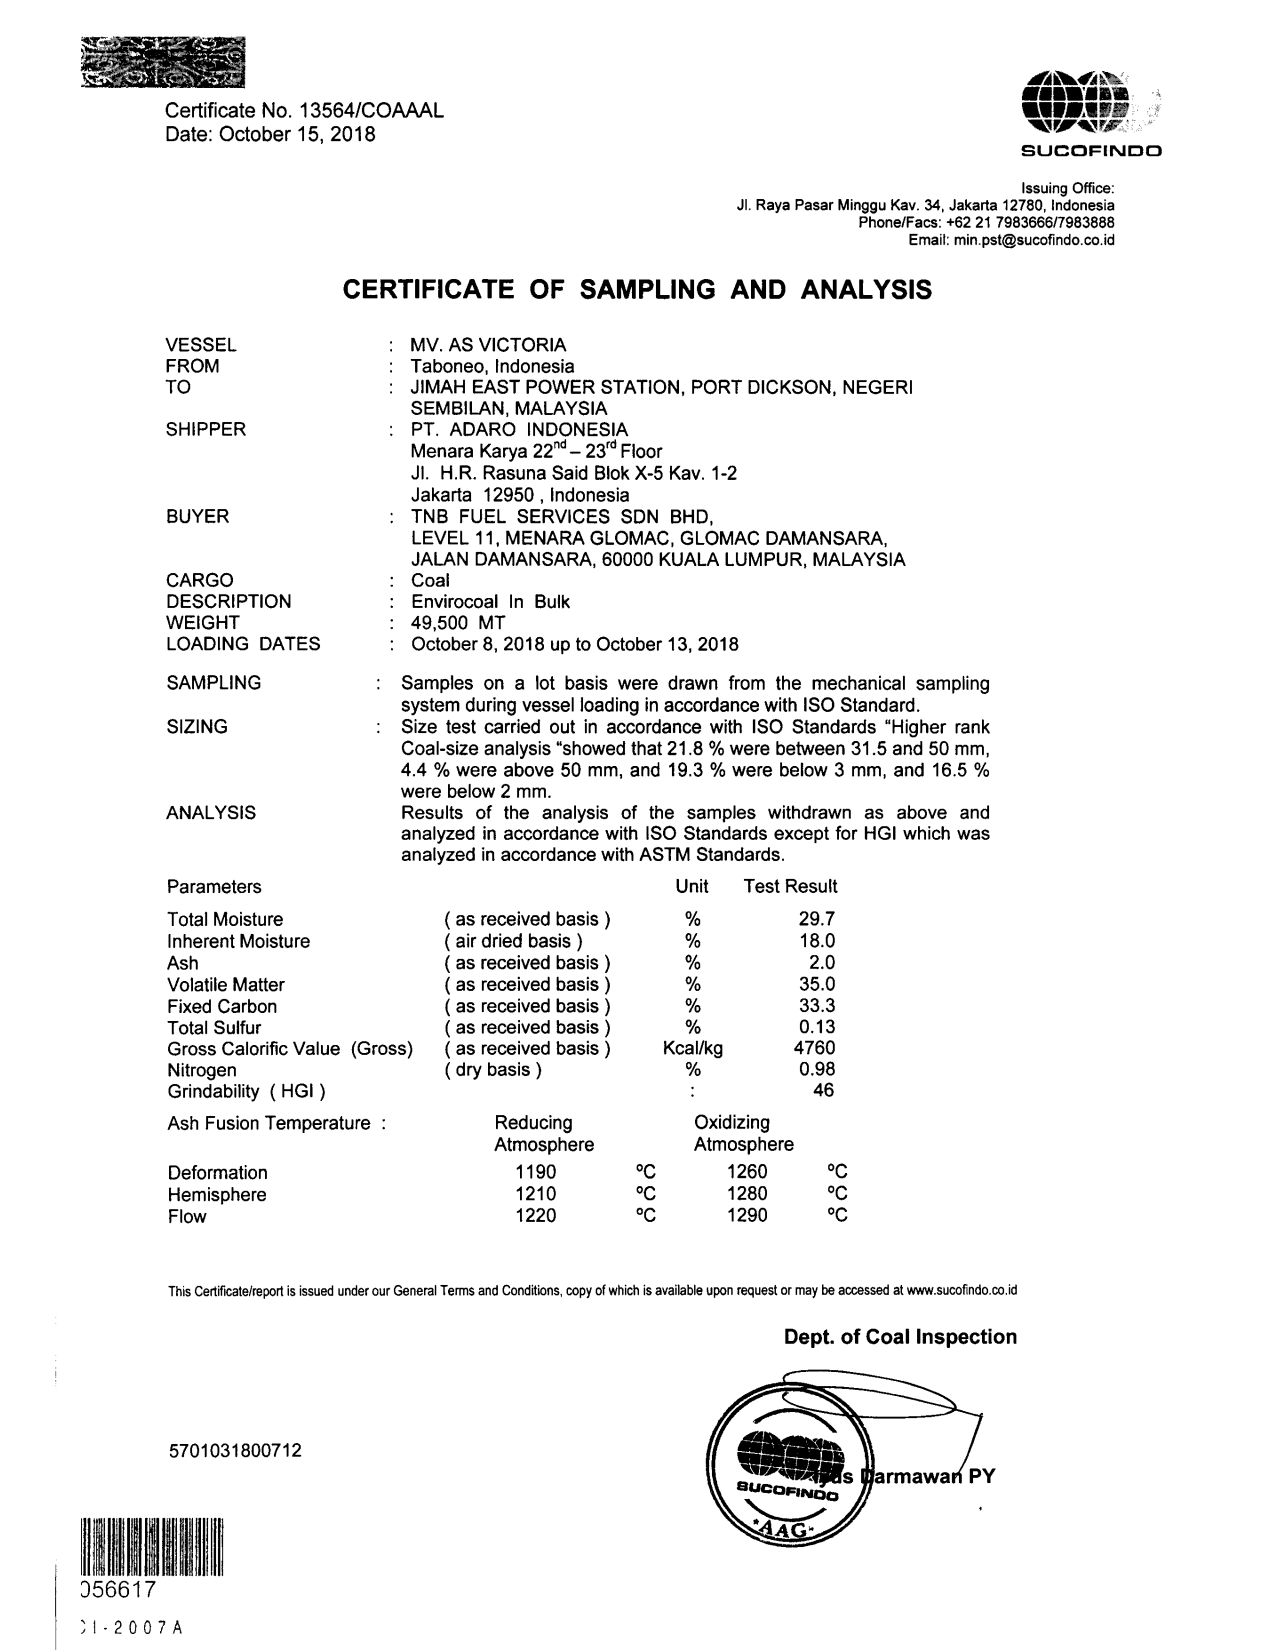 Certificate No. 13564/COAAAL
Date: October 15, 2018
SUCOFINDO
Issuing Office:
Jl. Raya Pasar Minggu Kav. 34, Jakarta 12780, Indonesia
Phone/Facs: +62 21 7983666/7983888
Email: min.pst@sucofindo.co.id
CERTIFICATE OF SAMPLING AND ANALYSIS
VESSEL : MV. AS VICTORIA
FROM : Taboneo, Indonesia
TO : JIMAH EAST POWER STATION, PORT DICKSON, NEGERI
SEMBILAN, MALAYSIA
SHIPPER : PT. ADARO INDONESIA
Menara Karya 22nd – 23rd Floor
Jl. H.R. Rasuna Said Blok X-5 Kav. 1-2
Jakarta 12950 , Indonesia
BUYER : TNB FUEL SERVICES SDN BHD,
LEVEL 11, MENARA GLOMAC, GLOMAC DAMANSARA,
JALAN DAMANSARA, 60000 KUALA LUMPUR, MALAYSIA
CARGO : Coal
DESCRIPTION : Envirocoal In Bulk
WEIGHT : 49,500 MT
LOADING DATES : October 8, 2018 up to October 13, 2018
SAMPLING : Samples on a lot basis were drawn from the mechanical sampling
system during vessel loading in accordance with ISO Standard.
SIZING : Size test carried out in accordance with ISO Standards “Higher rank
Coal-size analysis “showed that 21.8 % were between 31.5 and 50 mm,
4.4 % were above 50 mm, and 19.3 % were below 3 mm, and 16.5 %
were below 2 mm.
ANALYSIS Results of the analysis of the samples withdrawn as above and
analyzed in accordance with ISO Standards except for HGI which was
analyzed in accordance with ASTM Standards.
Parameters Unit Test Result
Total Moisture ( as received basis ) % 29.7
Inherent Moisture ( air dried basis ) % 18.0
Ash ( as received basis ) % 2.0
Volatile Matter ( as received basis ) % 35.0
Fixed Carbon ( as received basis ) % 33.3
Total Sulfur ( as received basis ) % 0.13
Gross Calorific Value (Gross) ( as received basis ) Kcal/kg 4760
Nitrogen ( dry basis ) % 0.98
Grindability ( HGI ) : 46
Ash Fusion Temperature : Reducing Oxidizing
Atmosphere Atmosphere
Deformation 1190 ºC 1260 ºC
Hemisphere 1210 ºC 1280 ºC
Flow 1220 ºC 1290 ºC
This Certificate/report is issued under our General Terms and Conditions, copy of which is available upon request or may be accessed at www.sucofindo.co.id
Dept. of Coal Inspection
5701031800712
Darmawan PY
SUCOFINDO
*AAG*
056617
CI-2007A